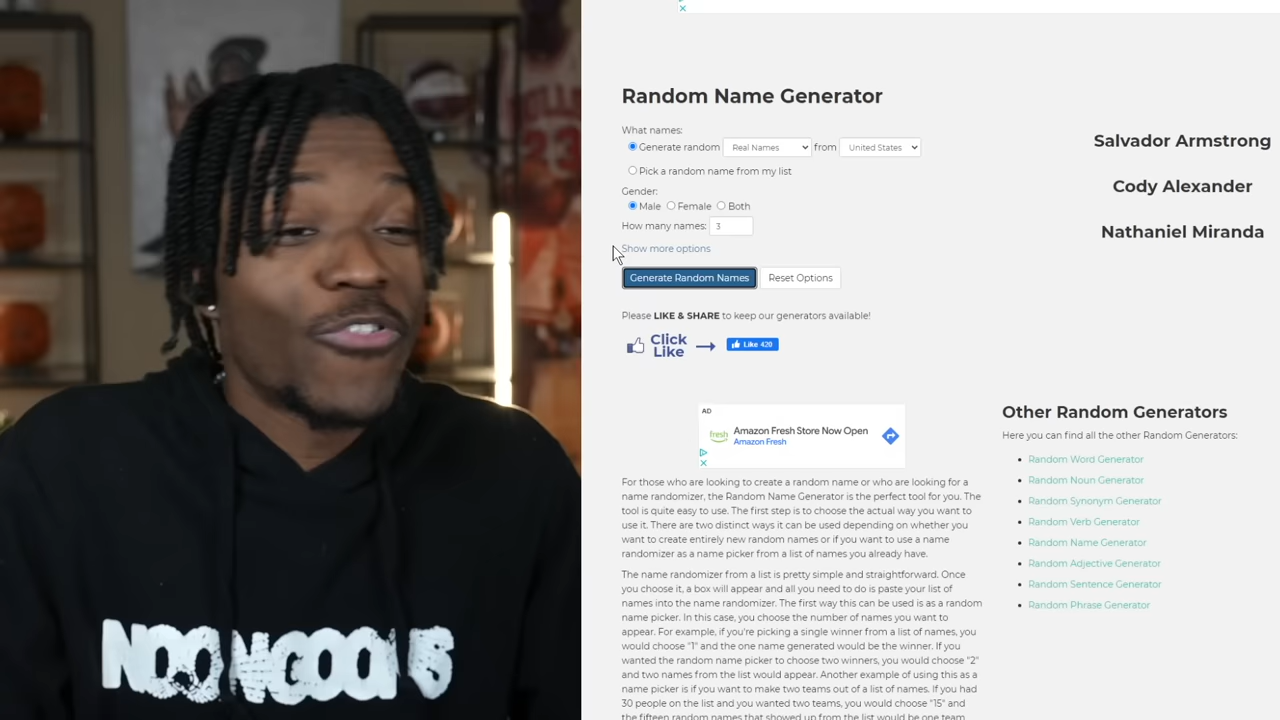 Random Name Generator
What names:
Generate random Real Names from United States
Pick a random name from my list
Gender:
Male Female Both
How many names: 3
Show more options
Generate Random Names Reset Options
Please LIKE & SHARE to keep our generators available!
Click
Like
Like 420
Salvador Armstrong
Cody Alexander
Nathaniel Miranda
AD
fresh
Amazon Fresh Store Now Open
Amazon Fresh
For those who are looking to create a random name or who are looking for a
name randomizer, the Random Name Generator is the perfect tool for you. The
tool is quite easy to use. The first step is to choose the actual way you want to
use it. There are two distinct ways it can be used depending on whether you
want to create entirely new random names or if you want to use a name
randomizer as a name picker from a list of names you already have.
The name randomizer from a list is pretty simple and straightforward. Once
you choose it, a box will appear and all you need to do is paste your list of
names into the name randomizer. The first way this can be used is as a random
name picker. In this case, you choose the number of names you want to
appear. For example, if you're picking a single winner from a list of names, you
would choose "1" and the one name generated would be the winner. If you
wanted the random name picker to choose two winners, you would choose "2"
and two names from the list would appear. Another example of using this as a
name picker is if you want to make two teams out of a list of names. If you had
30 people on the list and you wanted two teams, you would choose "15" and
the fifteen random names that showed up from the list would be one team
Other Random Generators
Here you can find all the other Random Generators:
Random Word Generator
Random Noun Generator
Random Synonym Generator
Random Verb Generator
Random Name Generator
Random Adjective Generator
Random Sentence Generator
Random Phrase Generator
23